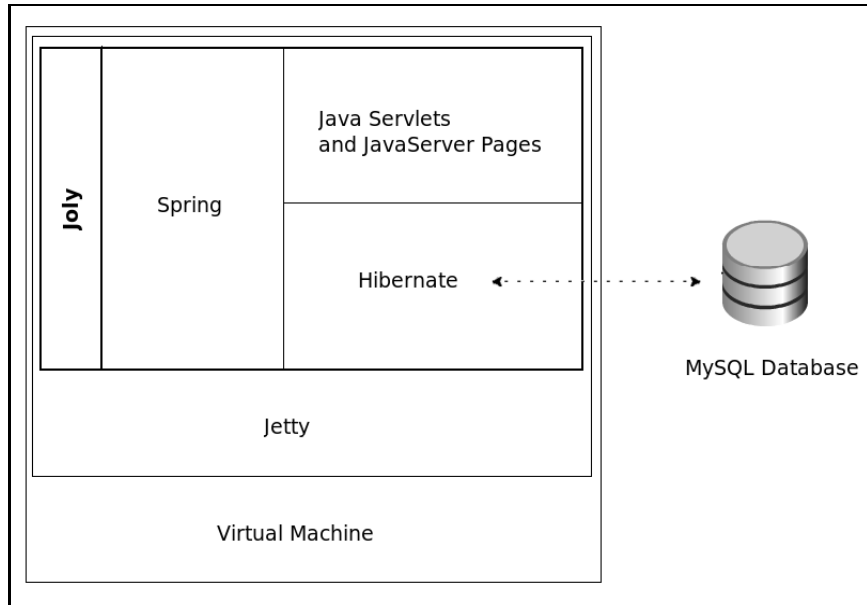 Java Servlets
and JavaServer Pages
Joly
Spring
Hibernate
MySQL Database
Jetty
Virtual Machine